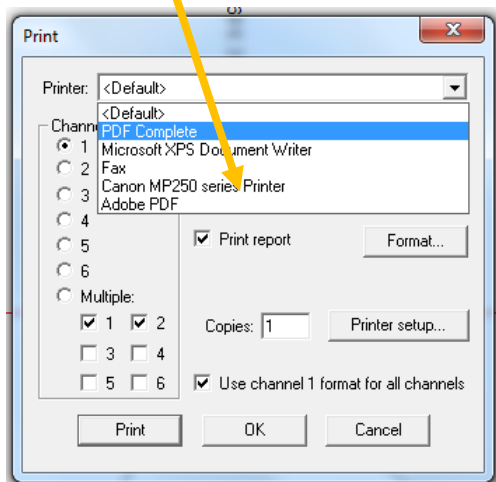 Print
Printer: <Default>
<Default>
PDF Complete
Microsoft XPS Document Writer
Fax
Canon MP250 series Printer
Adobe PDF
1
2
3
4
5
6
Multiple:
1 2
3 4
5 6
Print report
Format...
Copies: 1
Printer setup...
Use channel 1 format for all channels
Print OK Cancel